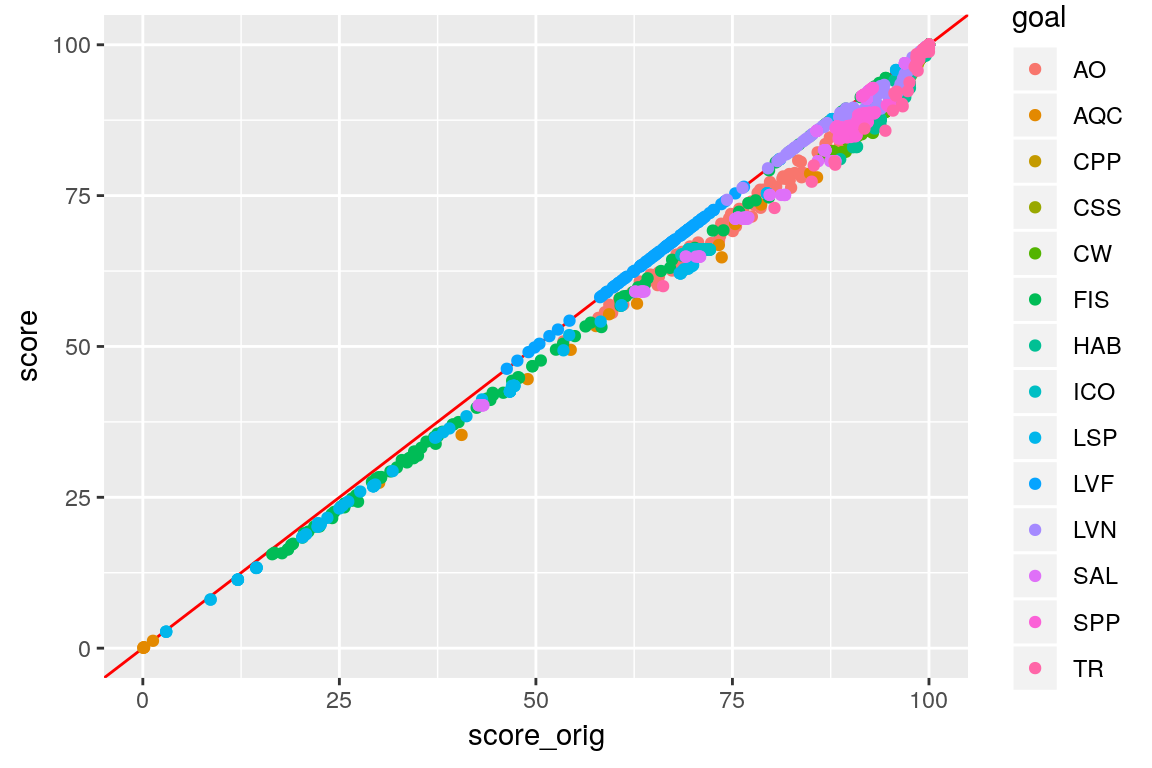 goal
AO
AQC
CPP
CSS
CW
FIS
HAB
ICO
LSP
LVF
LVN
SAL
SPP
TR
score
100
75
50
25
0
0 25 50 75 100
score_orig